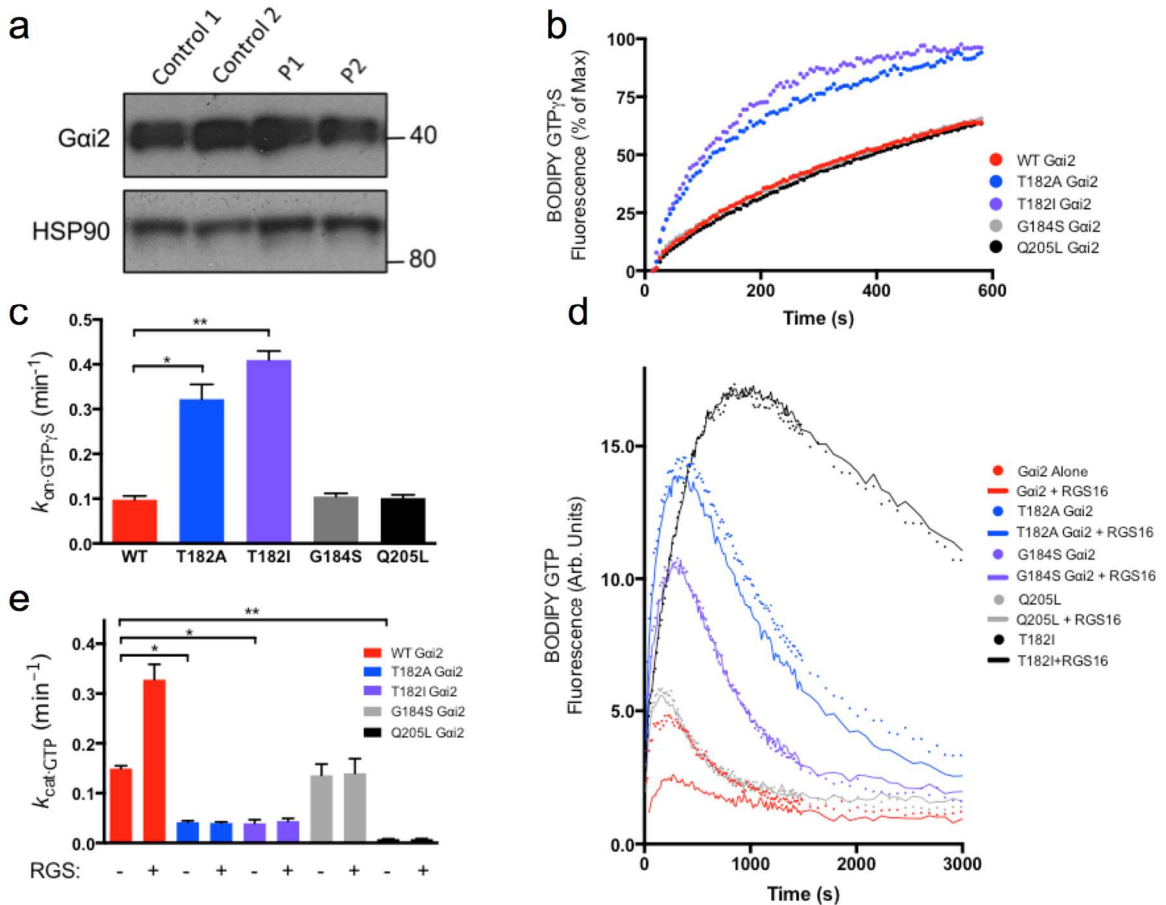 a
Control 1
Control 2
P1
P2
Gαi2
40
HSP90
80
b
BODIPY GTPγS
Fluorescence (% of Max)
100
75
50
25
0
0
200
400
600
Time (s)
WT Gαi2
T182A Gαi2
T182I Gαi2
G184S Gαi2
Q205L Gαi2
c
kon·GTPγS (min⁻¹)
0.5
0.4
0.3
0.2
0.1
0.0
**
*
WT
T182A
T182I
G184S
Q205L
d
BODIPY GTP
Fluorescence (Arb. Units)
15.0
10.0
5.0
0.0
0
1000
2000
3000
Time (s)
Gαi2 Alone
Gαi2 + RGS16
T182A Gαi2
T182A Gαi2 + RGS16
G184S Gαi2
G184S Gαi2 + RGS16
Q205L
Q205L + RGS16
T182I
T182I+RGS16
e
kcat·GTP (min⁻¹)
0.4
0.3
0.2
0.1
0.0
**
*
*
WT Gαi2
T182A Gαi2
T182I Gαi2
G184S Gαi2
Q205L Gαi2
RGS: - + - + - + - + - +